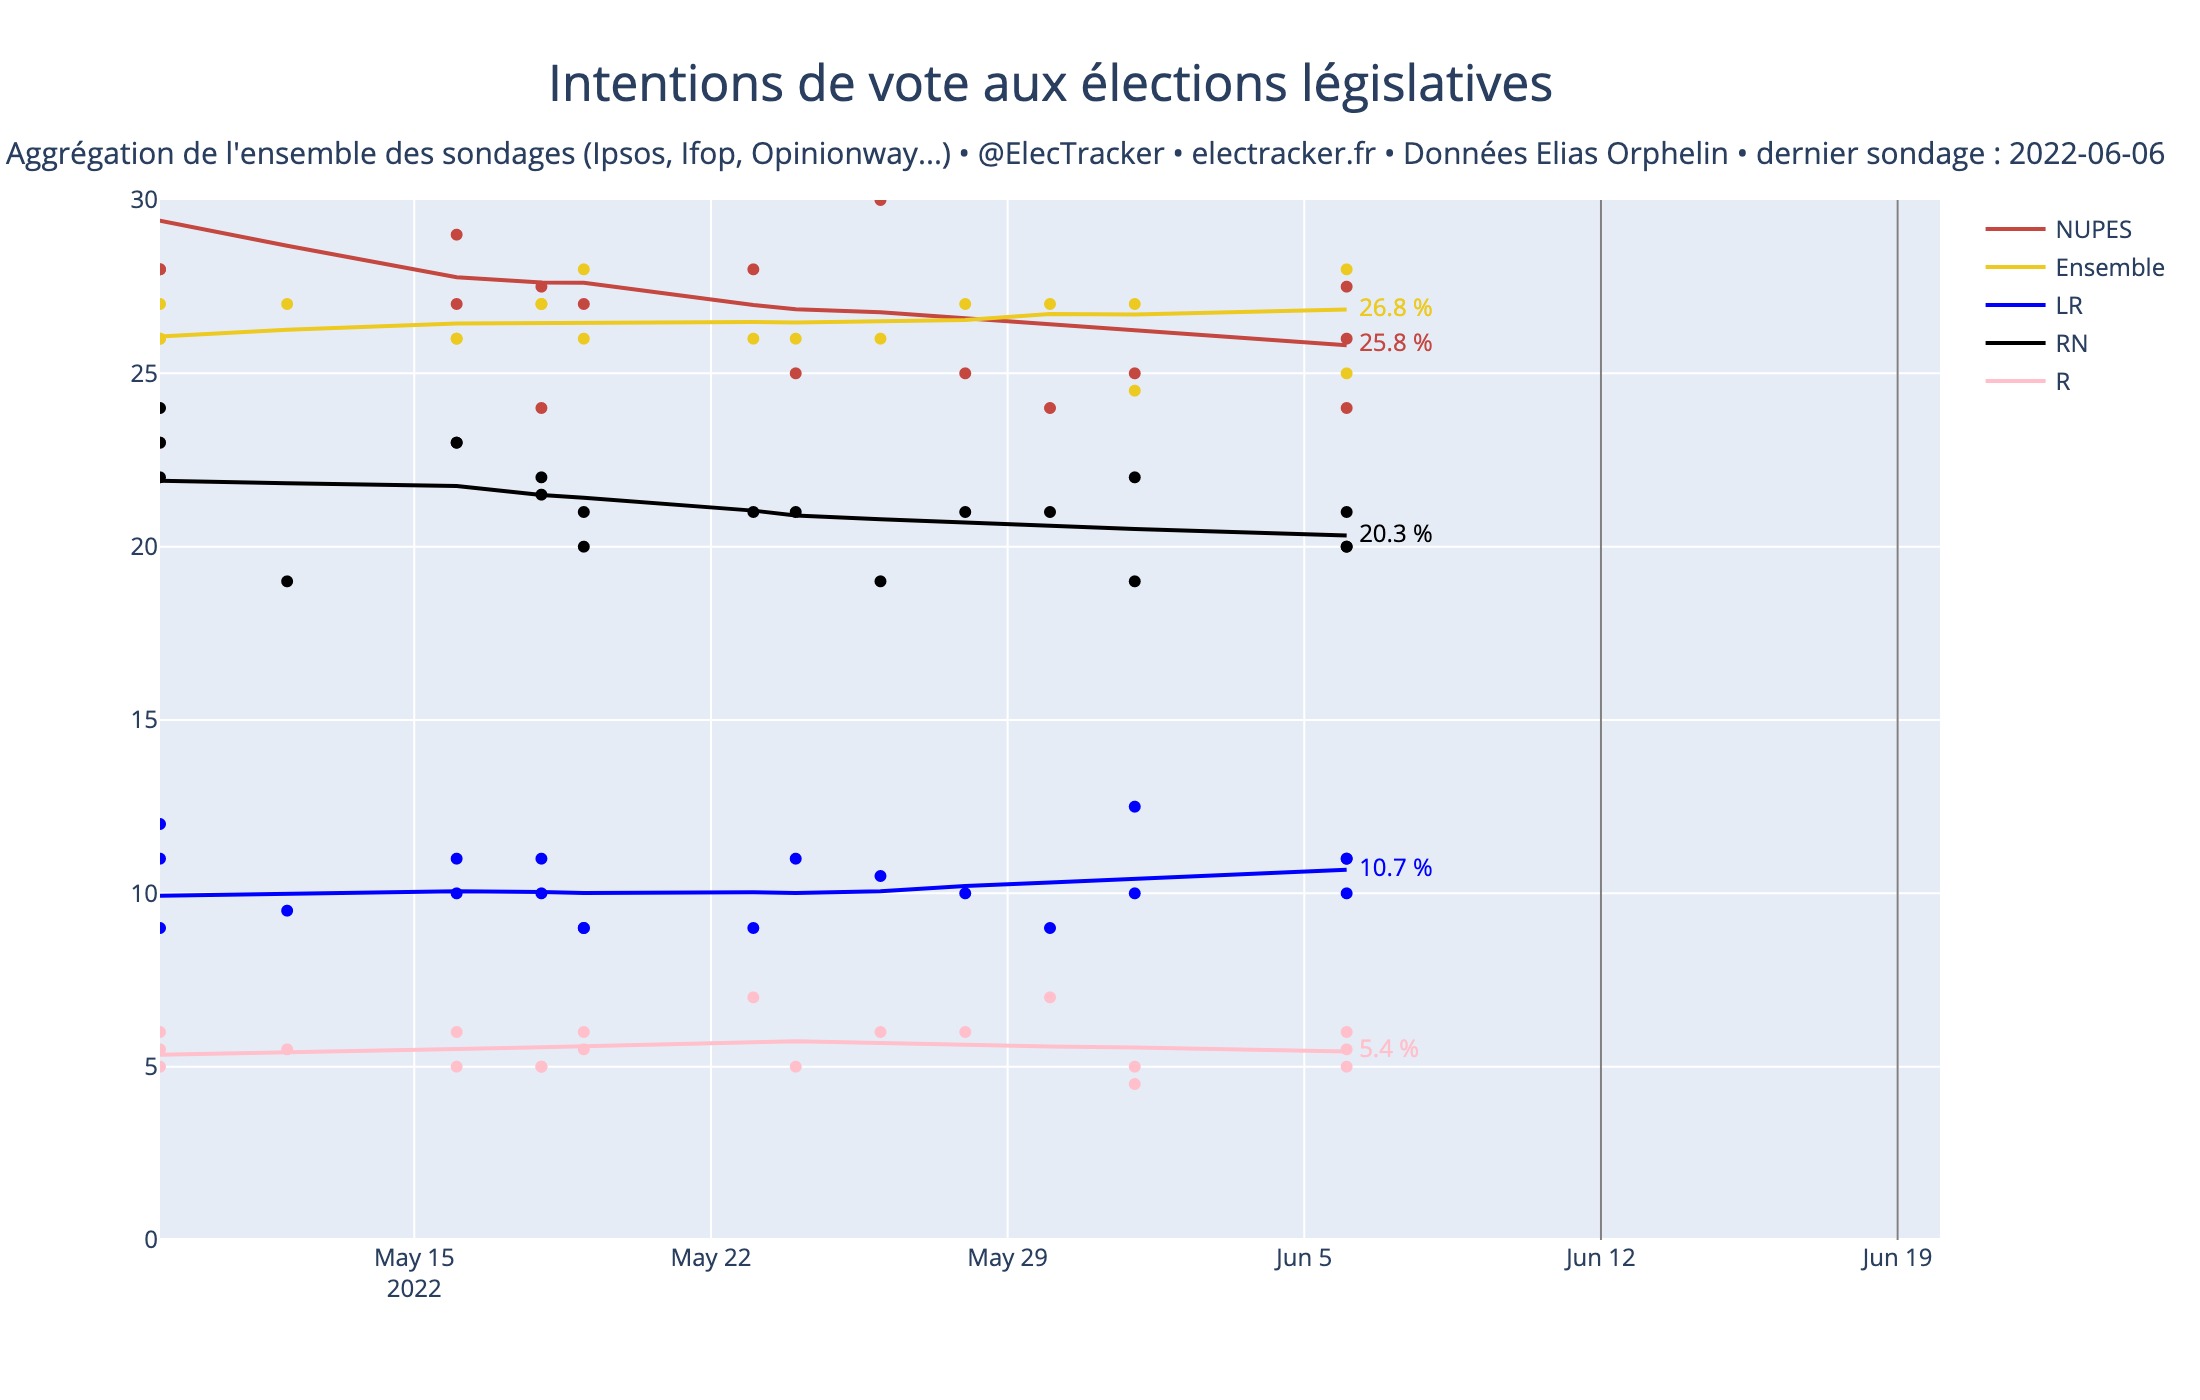 Intentions de vote aux élections législatives
Aggrégation de l'ensemble des sondages (Ipsos, Ifop, Opinionway...) • @ElecTracker • electracker.fr • Données Elias Orphelin • dernier sondage : 2022-06-06
30
25
20
15
10
5
0
26.8 %
25.8 %
20.3 %
10.7 %
5.4 %
NUPES
Ensemble
LR
RN
R
May 15
2022
May 22
May 29
Jun 5
Jun 12
Jun 19